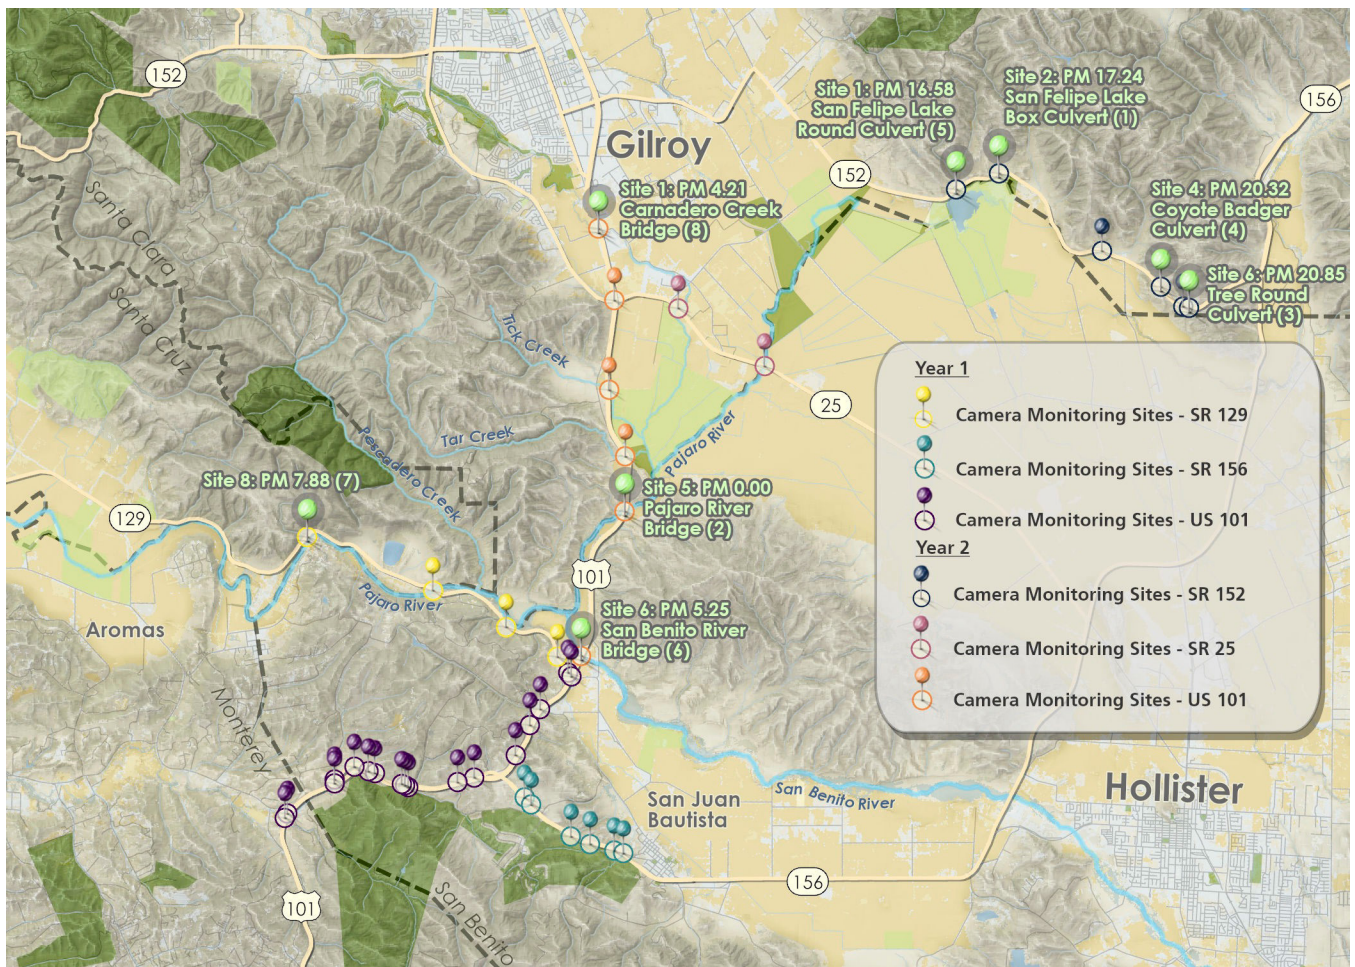 152
156
Site 1: PM 16.58
San Felipe Lake
Round Culvert (5)
Site 2: PM 17.24
San Felipe Lake
Box Culvert (1)
Gilroy
152
Site 1: PM 4.21
Carnadero Creek
Bridge (8)
Site 4: PM 20.32
Coyote Badger
Culvert (4)
Site 6: PM 20.85
Tree Round
Culvert (3)
Santa Clara
Santa Cruz
Tick Creek
Tar Creek
Pescadero Creek
Pajaro River
25
Site 8: PM 7.88 (7)
129
Site 5: PM 0.00
Pajaro River
Bridge (2)
101
Pajaro River
Site 6: PM 5.25
San Benito River
Bridge (6)
Aromas
Monterey
Year 1
Camera Monitoring Sites - SR 129
Camera Monitoring Sites - SR 156
Camera Monitoring Sites - US 101
Year 2
Camera Monitoring Sites - SR 152
Camera Monitoring Sites - SR 25
Camera Monitoring Sites - US 101
San Juan
Bautista
San Benito River
Hollister
156
101
San Benito